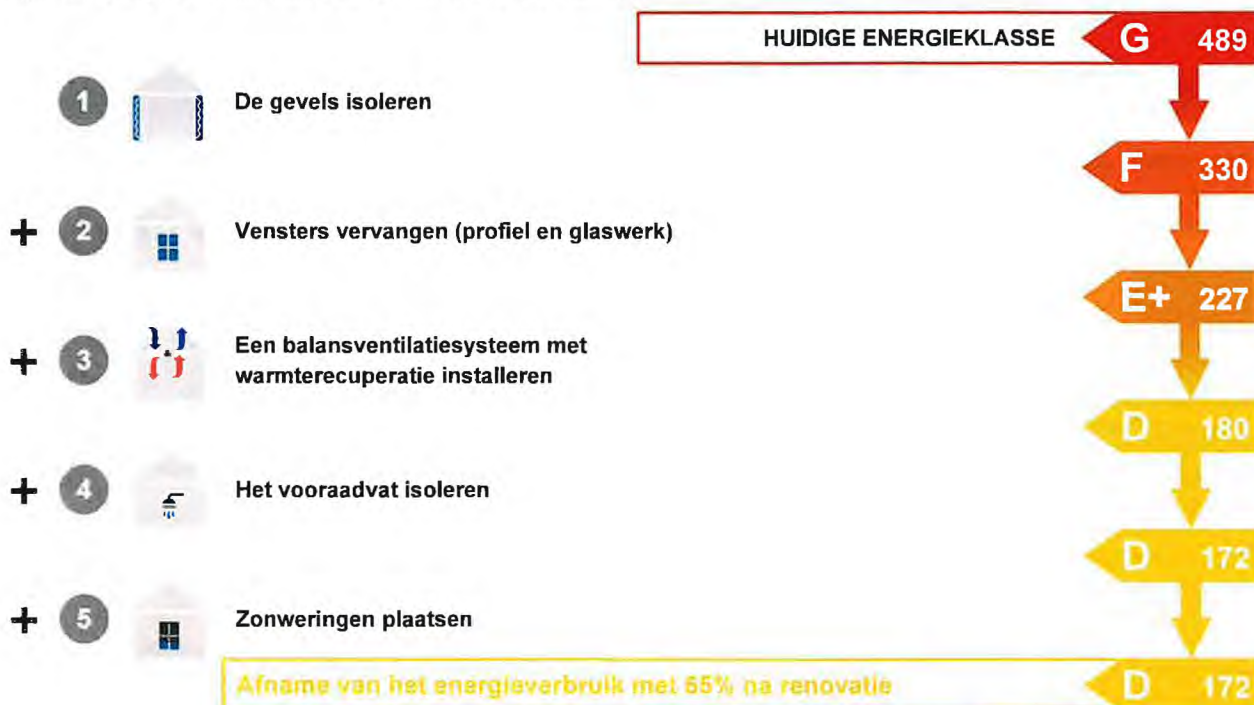 HUIDIGE ENERGIEKLASSE G 489
1 De gevels isoleren
F 330
+ 2 Vensters vervangen (profiel en glaswerk)
E+ 227
+ 3 Een balansventilatiesysteem met
warmterecuperatie installeren
D 180
+ 4 Het vooraadvat isoleren
D 172
+ 5 Zonweringen plaatsen
Afname van het energieverbruik met 65% na renovatie D 172